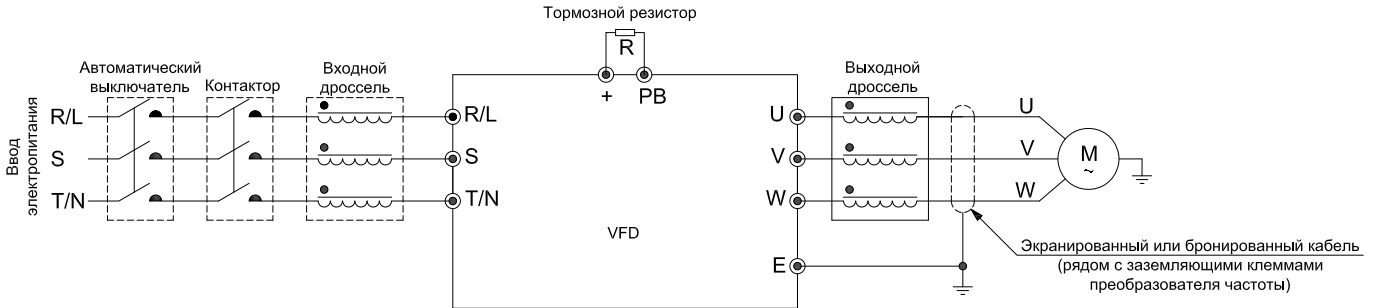 Тормозной резистор
R
+
PB
Автоматический
выключатель
Контактор
Входной
дроссель
Выходной
дроссель
Ввод
электропитания
R/L
S
T/N
R/L
S
T/N
VFD
U
V
W
E
U
V
W
M
~
Экранированный или бронированный кабель
(рядом с заземляющими клеммами
преобразователя частоты)